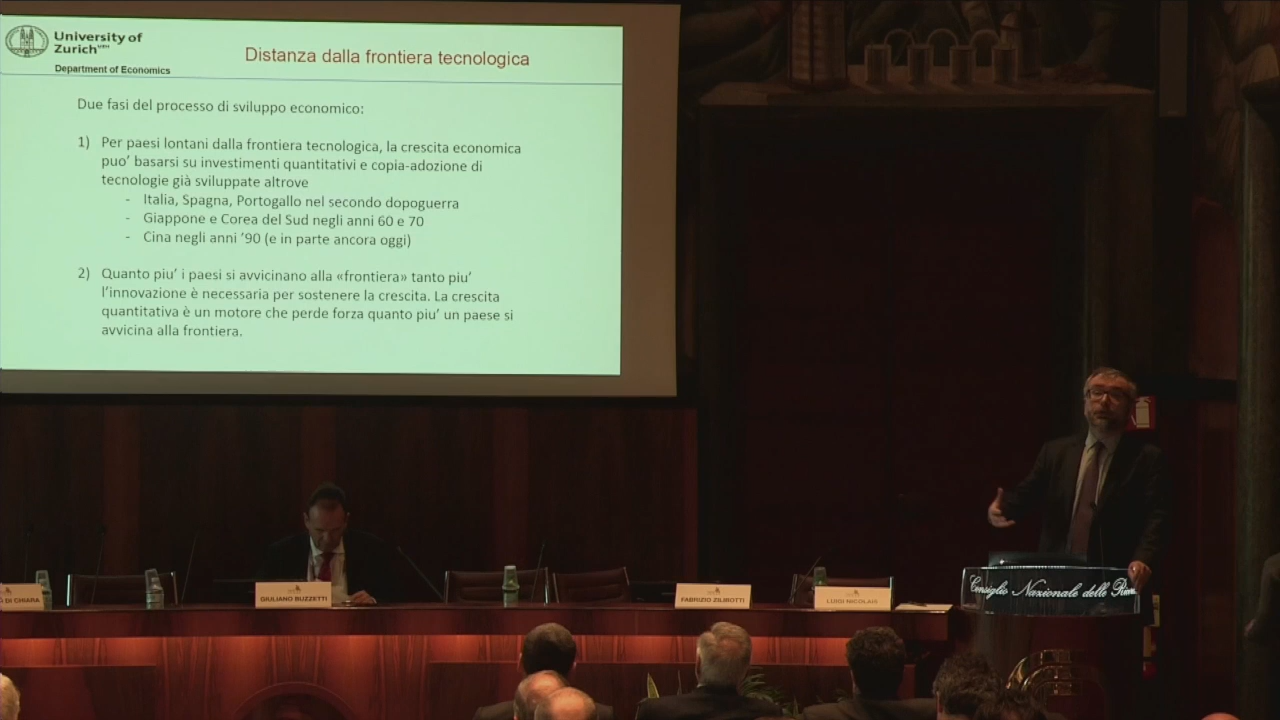 University of
Zurich UZH
Department of Economics
Distanza dalla frontiera tecnologica
Due fasi del processo di sviluppo economico:
1) Per paesi lontani dalla frontiera tecnologica, la crescita economica
puo’ basarsi su investimenti quantitativi e copia-adozione di
tecnologie già sviluppate altrove
- Italia, Spagna, Portogallo nel secondo dopoguerra
- Giappone e Corea del Sud negli anni 60 e 70
- Cina negli anni ’90 (e in parte ancora oggi)
2) Quanto piu’ i paesi si avvicinano alla «frontiera» tanto piu’
l’innovazione è necessaria per sostenere la crescita. La crescita
quantitativa è un motore che perde forza quanto piu’ un paese si
avvicina alla frontiera.
DI CHIARA
GIULIANO BUZZETTI
FABRIZIO ZILIBOTTI
LUIGI NICOLAIS
Consiglio Nazionale delle